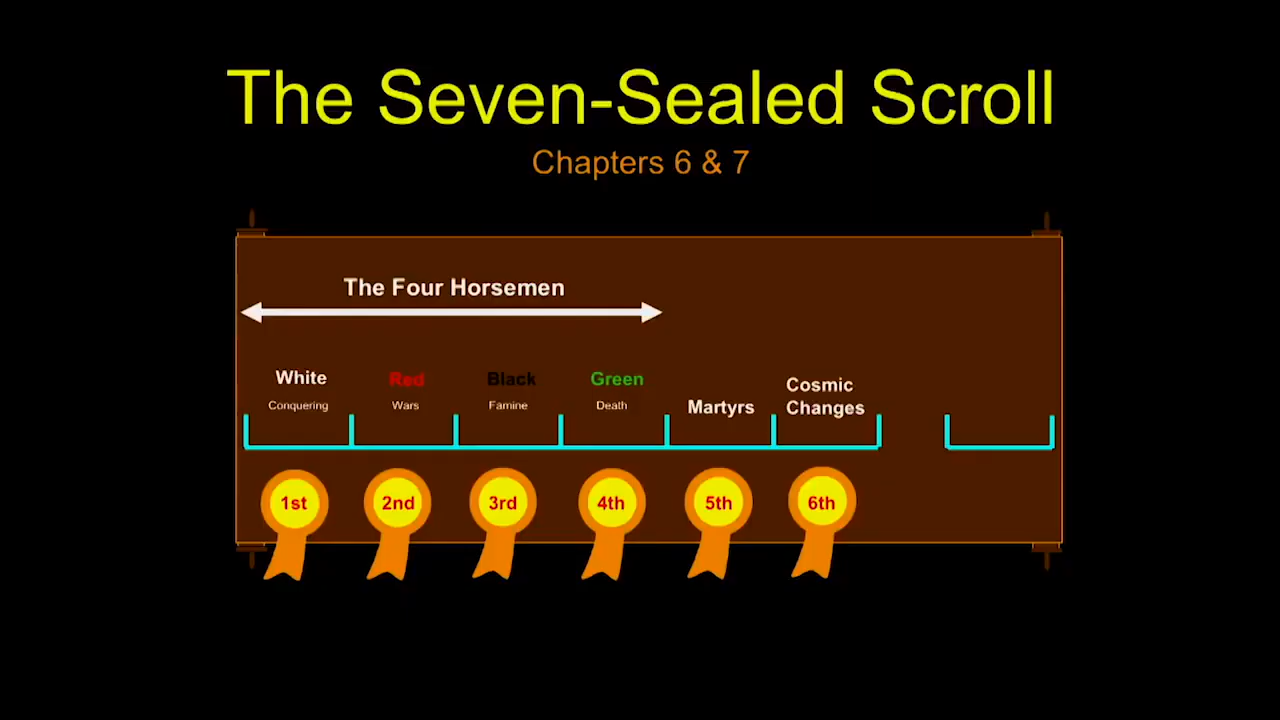 The Seven-Sealed Scroll
Chapters 6 & 7
The Four Horsemen
White
Conquering
Red
Wars
Black
Famine
Green
Death
Martyrs
Cosmic
Changes
1st
2nd
3rd
4th
5th
6th